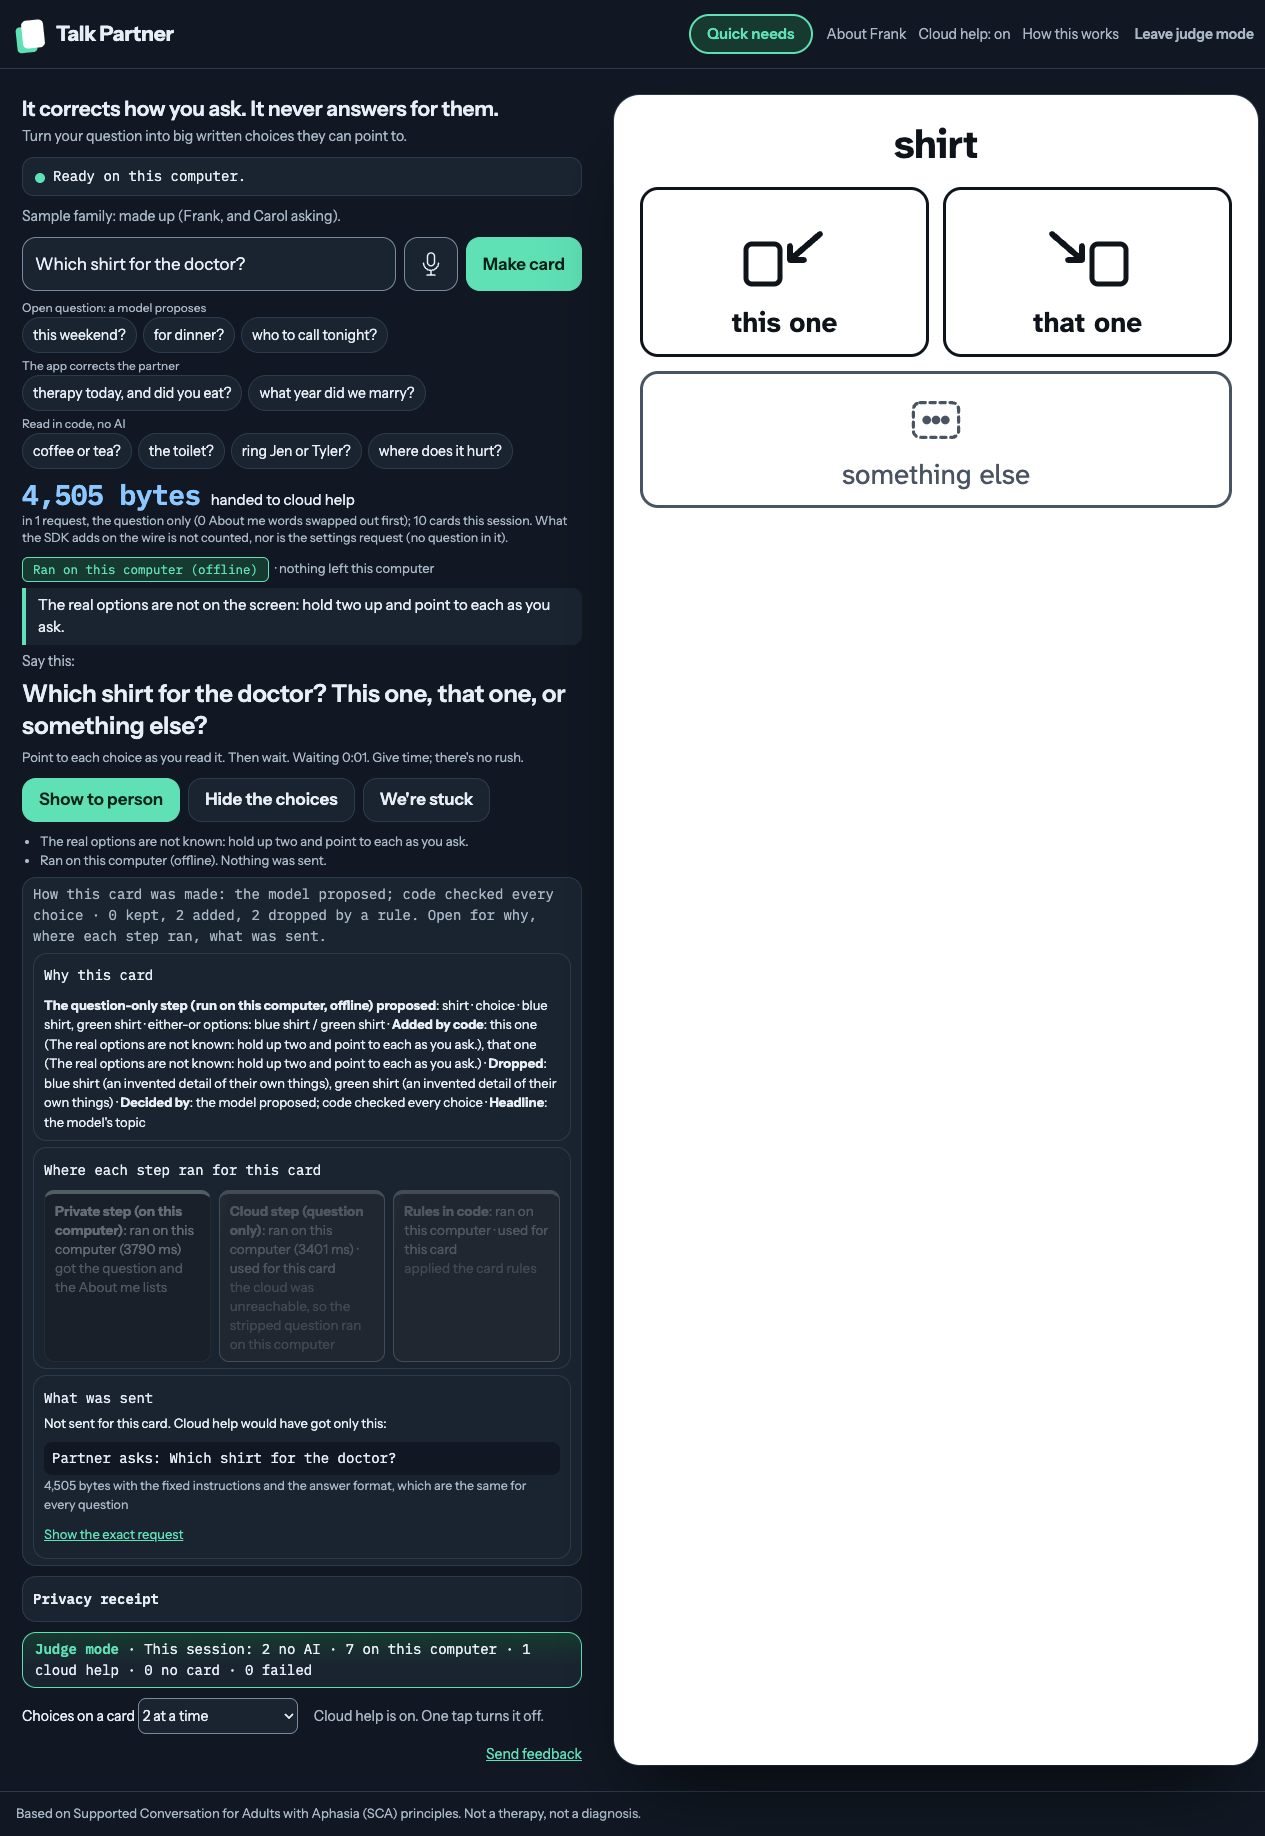 Talk Partner
Quick needs
About Frank
Cloud help: on
How this works
Leave judge mode
It corrects how you ask. It never answers for them.
Turn your question into big written choices they can point to.
Ready on this computer.
Sample family: made up (Frank, and Carol asking).
Which shirt for the doctor?
Make card
Open question: a model proposes
this weekend?
for dinner?
who to call tonight?
The app corrects the partner
therapy today, and did you eat?
what year did we marry?
Read in code, no AI
coffee or tea?
the toilet?
ring Jen or Tyler?
where does it hurt?
4,505 bytes handed to cloud help
in 1 request, the question only (0 About me words swapped out first); 10 cards this session. What
the SDK adds on the wire is not counted, nor is the settings request (no question in it).
Ran on this computer (offline) · nothing left this computer
The real options are not on the screen: hold two up and point to each as you
ask.
Say this:
Which shirt for the doctor? This one, that one, or
something else?
Point to each choice as you read it. Then wait. Waiting 0:01. Give time; there's no rush.
Show to person
Hide the choices
We're stuck
• The real options are not known: hold up two and point to each as you ask.
• Ran on this computer (offline). Nothing was sent.
How this card was made: the model proposed; code checked every
choice · 0 kept, 2 added, 2 dropped by a rule. Open for why,
where each step ran, what was sent.
Why this card
The question-only step (run on this computer, offline) proposed: shirt · choice · blue
shirt, green shirt · either-or options: blue shirt / green shirt · Added by code: this one
(The real options are not known: hold up two and point to each as you ask.), that one
(The real options are not known: hold up two and point to each as you ask.) · Dropped:
blue shirt (an invented detail of their own things), green shirt (an invented detail of their
own things) · Decided by: the model proposed; code checked every choice · Headline:
the model's topic
Where each step ran for this card
Private step (on this
computer): ran on this
computer (3790 ms)
got the question and
the About me lists
Cloud step (question
only): ran on this
computer (3401 ms) ·
used for this card
the cloud was
unreachable, so the
stripped question ran
on this computer
Rules in code: ran on
this computer · used for
this card
applied the card rules
What was sent
Not sent for this card. Cloud help would have got only this:
Partner asks: Which shirt for the doctor?
4,505 bytes with the fixed instructions and the answer format, which are the same for
every question
Show the exact request
Privacy receipt
Judge mode · This session: 2 no AI · 7 on this computer · 1
cloud help · 0 no card · 0 failed
Choices on a card 2 at a time
Cloud help is on. One tap turns it off.
Send feedback
shirt
this one
that one
something else
Based on Supported Conversation for Adults with Aphasia (SCA) principles. Not a therapy, not a diagnosis.